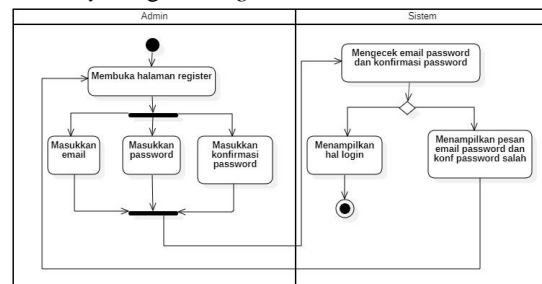 Admin
Sistem
Membuka halaman register
Masukkan
email
Masukkan
password
Masukkan
konfirmasi
password
Mengecek email password
dan konfirmasi password
Menampilkan
hal login
Menampilkan pesan
email password dan
konf password salah